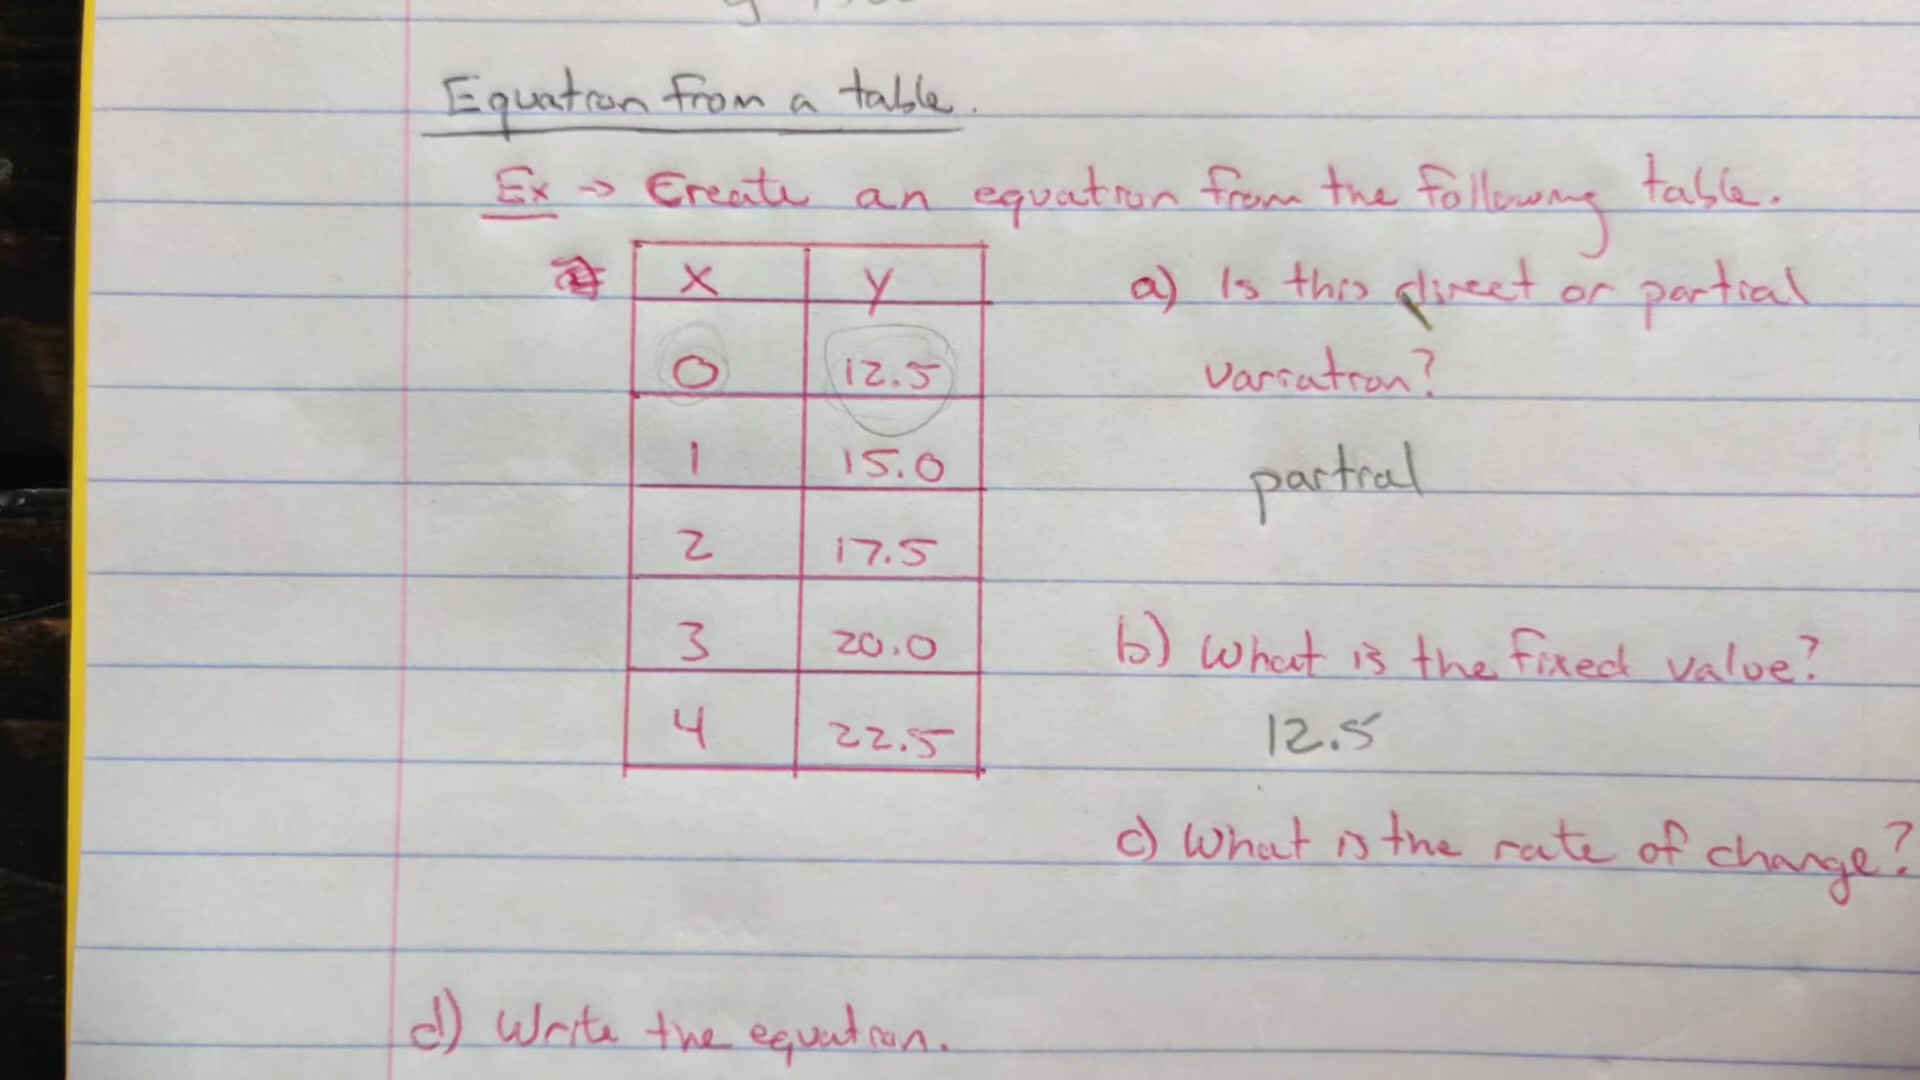 Equation from a table.
Ex → Create an equation from the following table.
x y
0 12.5
1 15.0
2 17.5
3 20.0
4 22.5
a) Is this direct or partial
variation?
partial
b) What is the fixed value?
12.5
c) What is the rate of change?
d) Write the equation.